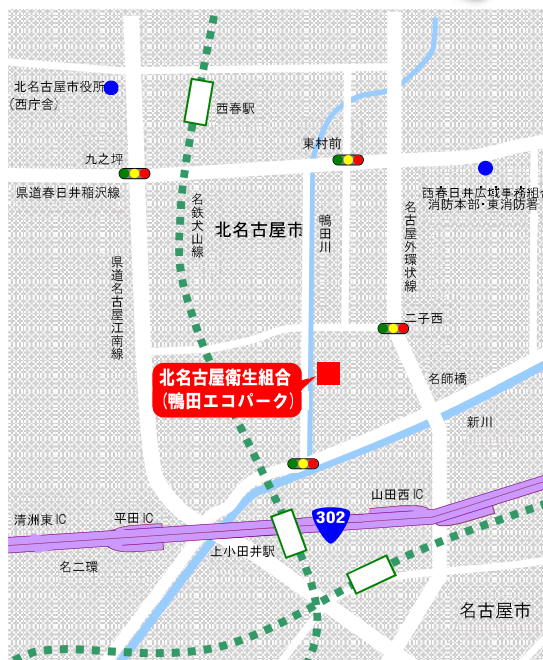 北名古屋市役所
(西庁舎)
西春駅
東村前
九之坪
県道春日井稲沢線
西春日井広域事務組合
消防本部・東消防署
名鉄犬山線
北名古屋市
鴨田川
名古屋外環状線
県道名古屋江南線
二子西
北名古屋衛生組合
(鴨田エコパーク)
名師橋
新川
山田西IC
清洲東IC
平田IC
302
上小田井駅
名二環
名古屋市